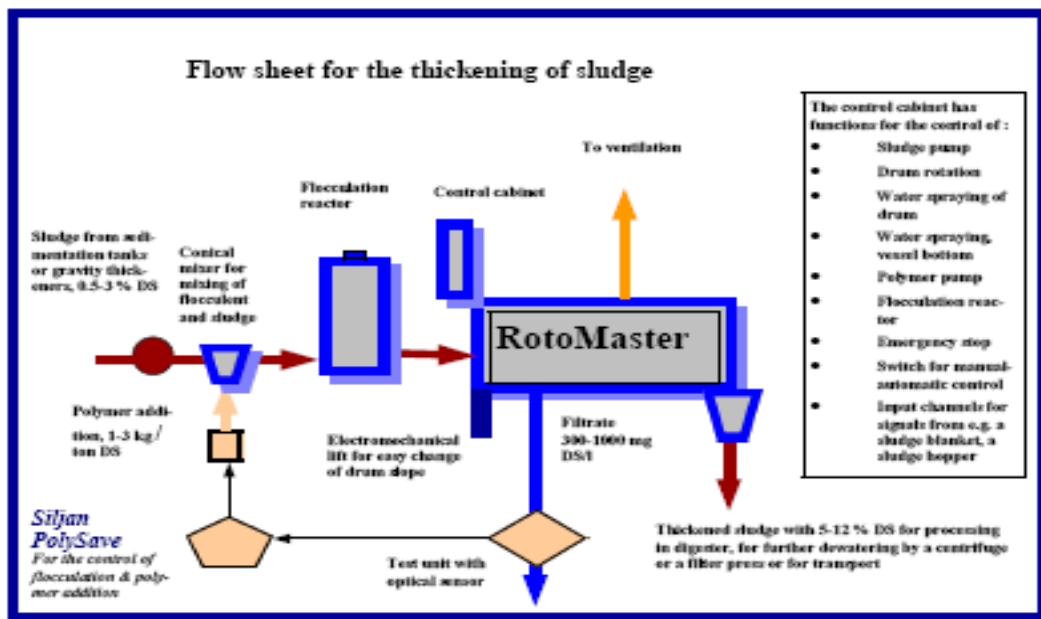 Flow sheet for the thickening of sludge
To ventilation
Flocculation
reactor
Control cabinet
Sludge from sedi-
mentation tanks
or gravity thick-
eners, 0.5-3 % DS
Conical
mixer for
mixing of
flocculent
and sludge
RotoMaster
Polymer addi-
tion, 1-3 kg /
ton DS
Electromechanical
lift for easy change
of drum slope
Filtrate
300-1000 mg
DS/l
Siljan
PolySave
For the control of
flocculation & poly-
mer addition
Test unit with
optical sensor
Thickened sludge with 5-12 % DS for processing
in digester, for further dewatering by a centrifuge
or a filter press or for transport
The control cabinet has
functions for the control of :
• Sludge pump
• Drum rotation
• Water spraying of
drum
• Water spraying,
vessel bottom
• Polymer pump
• Flocculation reac-
tor
• Emergency stop
• Switch for manual-
automatic control
• Input channels for
signals from e.g. a
sludge blanket, a
sludge hopper